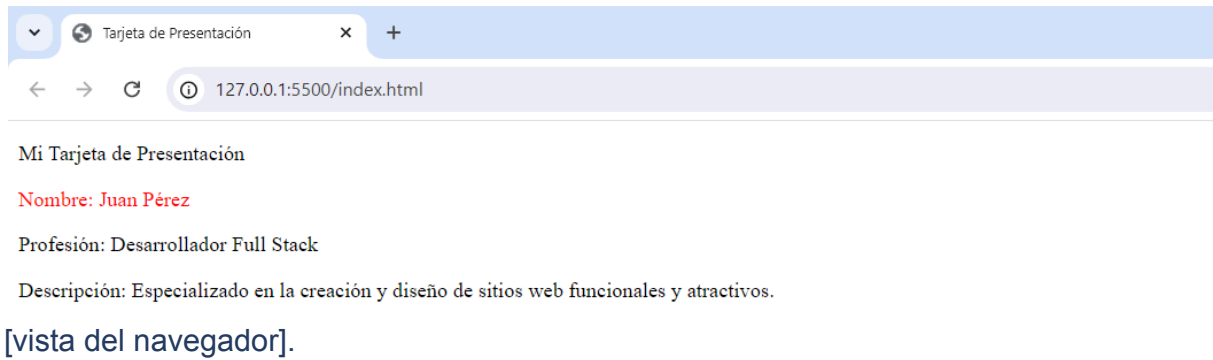 Tarjeta de Presentación
127.0.0.1:5500/index.html
Mi Tarjeta de Presentación
Nombre: Juan Pérez
Profesión: Desarrollador Full Stack
Descripción: Especializado en la creación y diseño de sitios web funcionales y atractivos.
[vista del navegador].